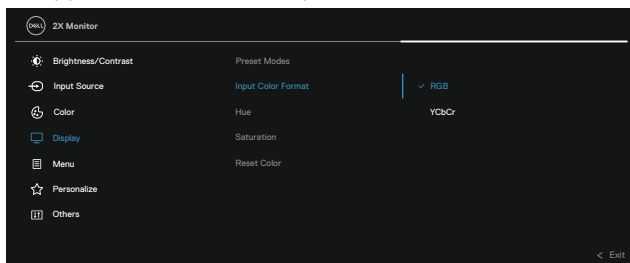 DELL 2X Monitor
Brightness/Contrast Preset Modes
Input Source Input Color Format ✓ RGB
Color Hue YCbCr
Display Saturation
Menu Reset Color
Personalize
Others
< Exit